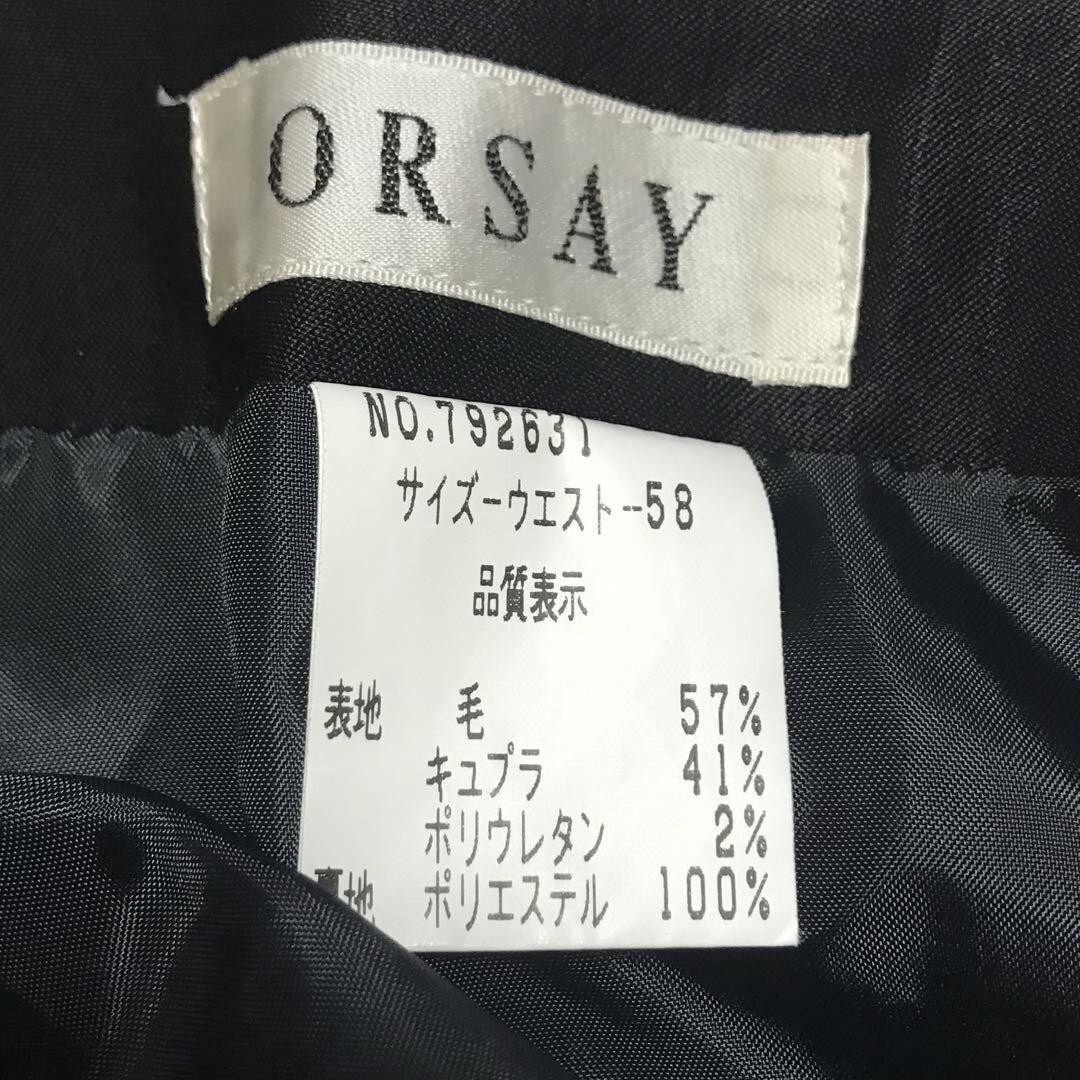 ORSAY
NO.792631
サイズーウエスト--58
品質表示
表地 毛 57%
キュプラ 41%
ポリウレタン 2%
裏地 ポリエステル 100%